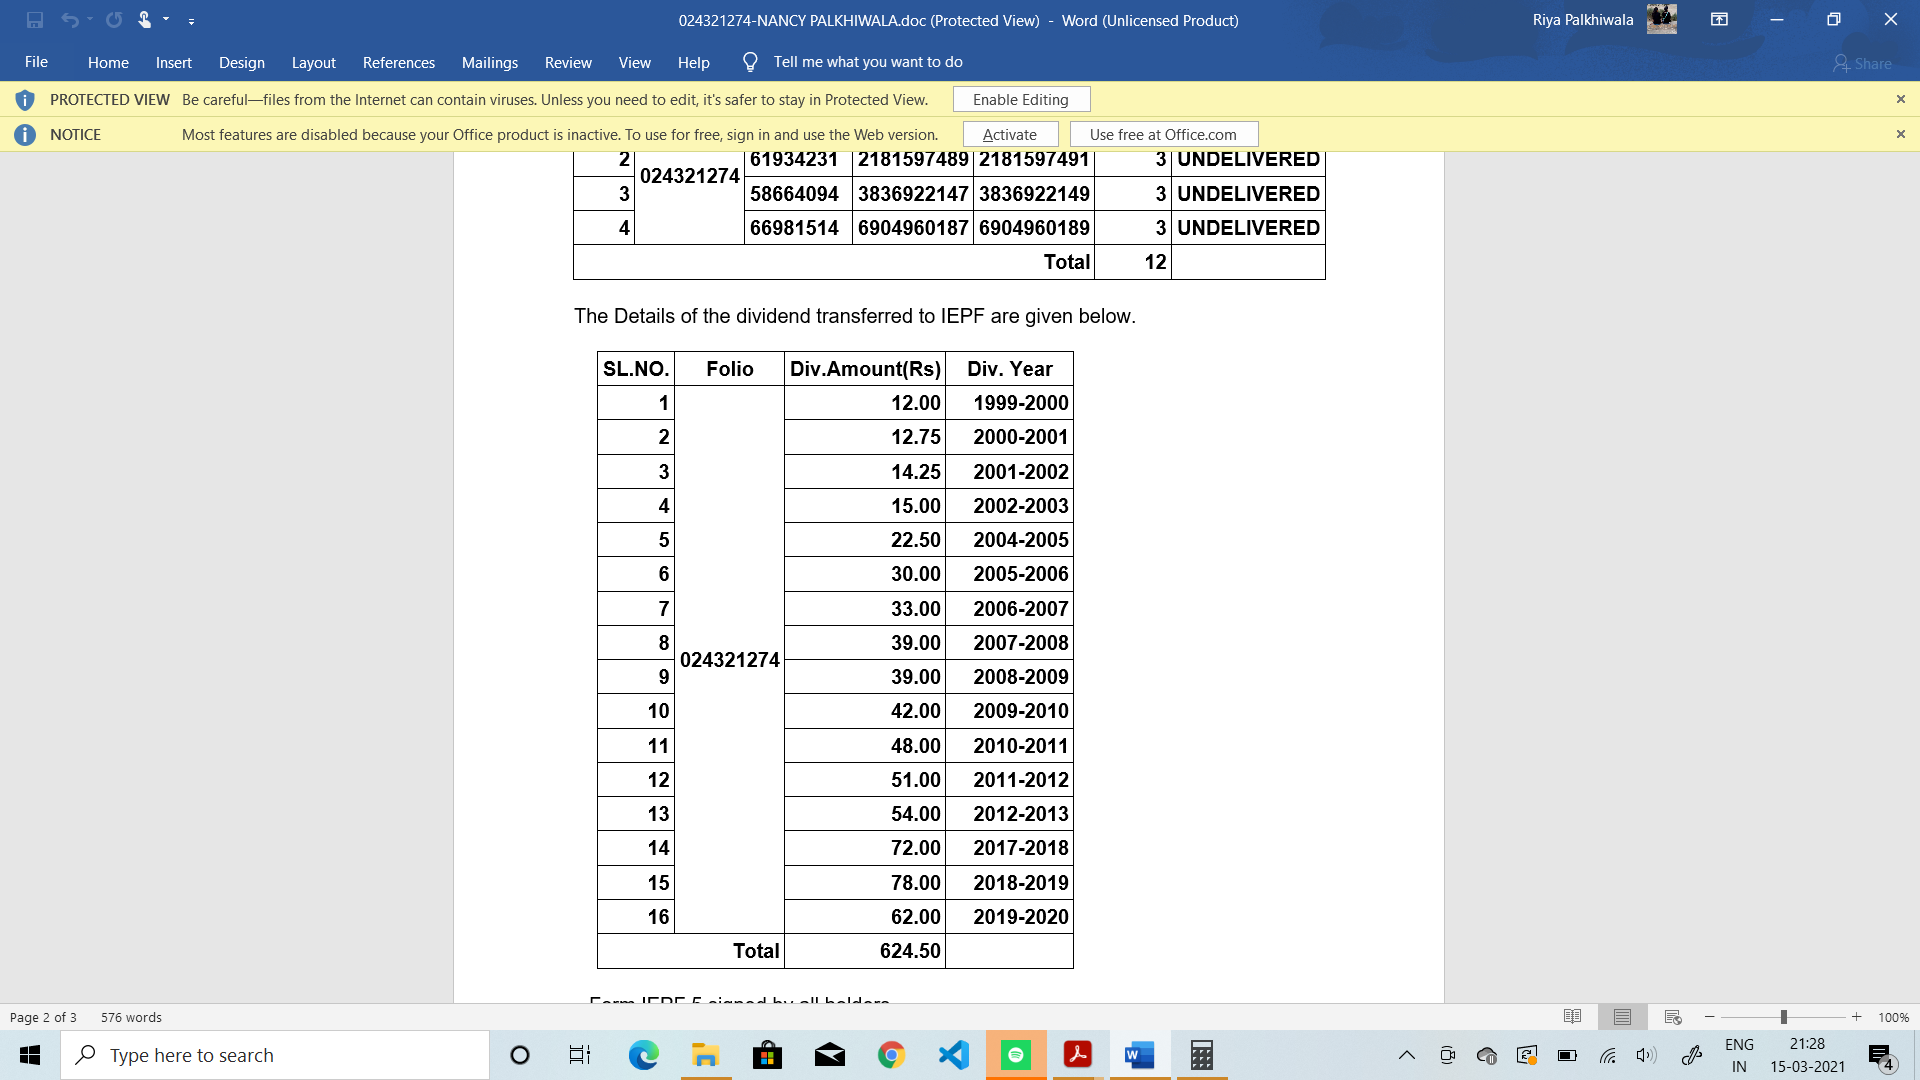 024321274-NANCY PALKHIWALA.doc (Protected View) - Word (Unlicensed Product)
Riya Palkhiwala
File Home Insert Design Layout References Mailings Review View Help Tell me what you want to do
Share
PROTECTED VIEW Be careful—files from the Internet can contain viruses. Unless you need to edit, it's safer to stay in Protected View. Enable Editing
NOTICE Most features are disabled because your Office product is inactive. To use for free, sign in and use the Web version. Activate Use free at Office.com
2 61934231 2181597489 2181597491 3 UNDELIVERED
024321274
3 58664094 3836922147 3836922149 3 UNDELIVERED
4 66981514 6904960187 6904960189 3 UNDELIVERED
Total 12
The Details of the dividend transferred to IEPF are given below.
SL.NO. Folio Div.Amount(Rs) Div. Year
1 12.00 1999-2000
2 12.75 2000-2001
3 14.25 2001-2002
4 15.00 2002-2003
5 22.50 2004-2005
6 30.00 2005-2006
7 33.00 2006-2007
8 39.00 2007-2008
024321274
9 39.00 2008-2009
10 42.00 2009-2010
11 48.00 2010-2011
12 51.00 2011-2012
13 54.00 2012-2013
14 72.00 2017-2018
15 78.00 2018-2019
16 62.00 2019-2020
Total 624.50
Form IEPF 5 signed by all holders
Page 2 of 3 576 words
100%
Type here to search
ENG
IN
21:28
15-03-2021
4